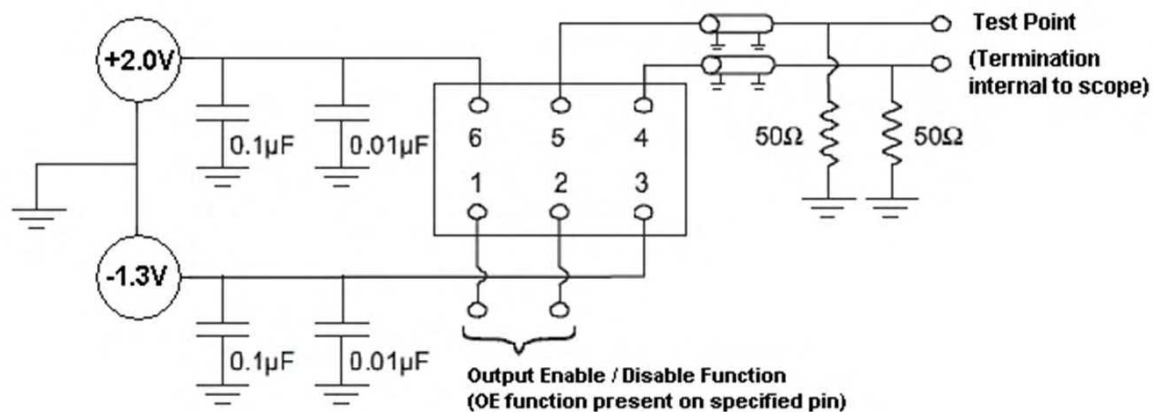 +2.0V
Test Point
(Termination
internal to scope)
0.1µF
0.01µF
6
5
4
50Ω
50Ω
1
2
3
-1.3V
0.1µF
0.01µF
Output Enable / Disable Function
(OE function present on specified pin)